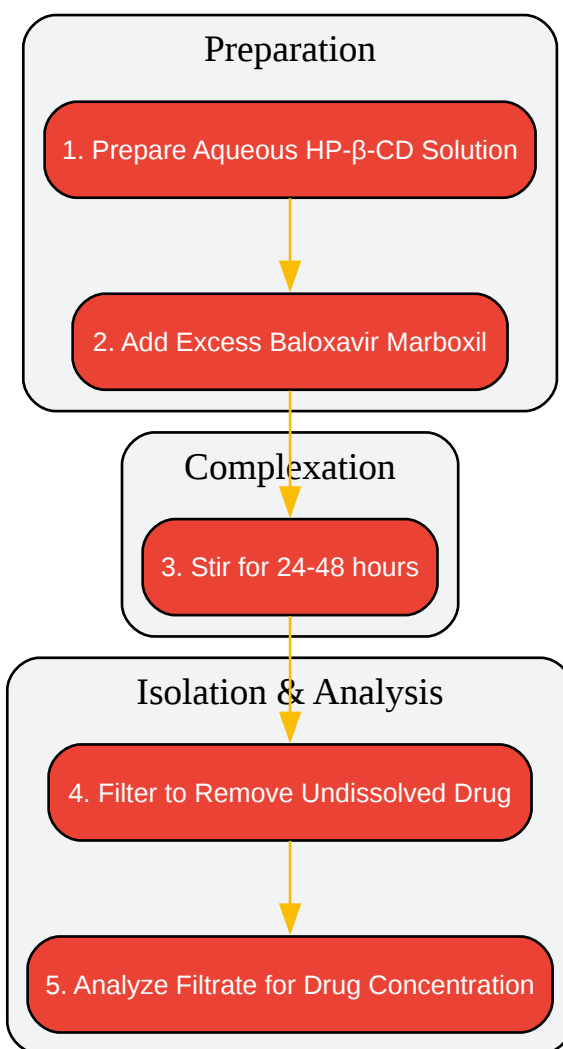 Preparation
1. Prepare Aqueous HP-β-CD Solution
2. Add Excess Baloxavir Marboxil
Complexation
3. Stir for 24-48 hours
Isolation & Analysis
4. Filter to Remove Undissolved Drug
5. Analyze Filtrate for Drug Concentration